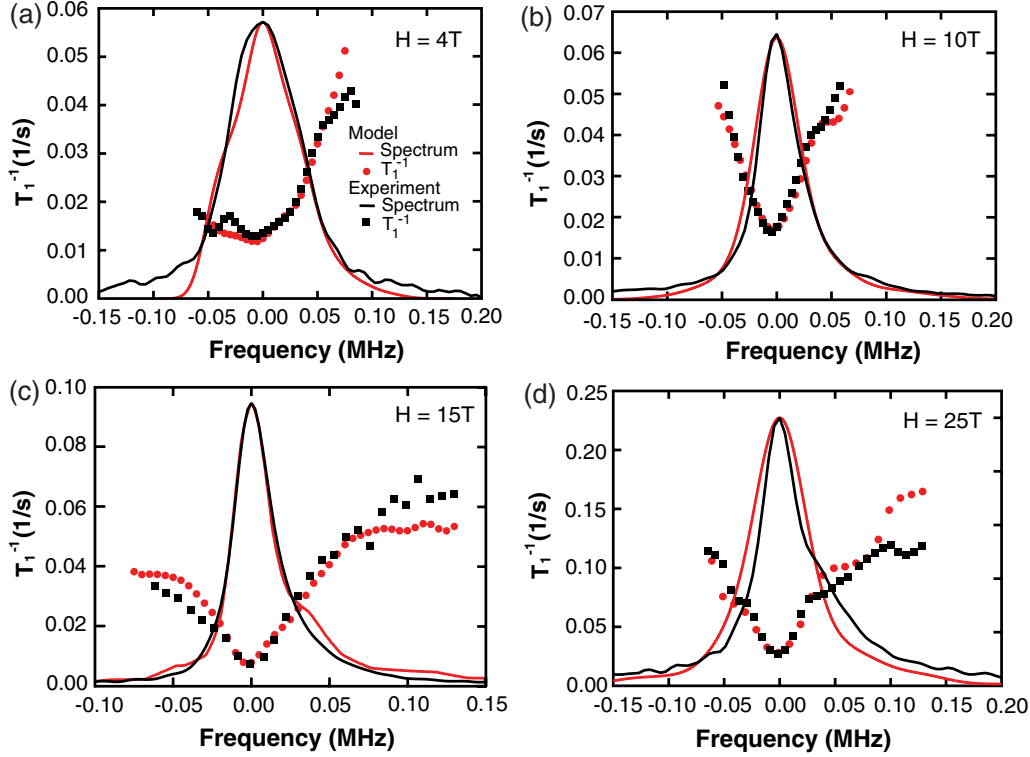 (a)
H = 4T
T₁⁻¹(1/s)
0.06
0.05
0.04
0.03
0.02
0.01
0.00
Model
Spectrum
T₁⁻¹
Experiment
Spectrum
T₁⁻¹
-0.15 -0.10 -0.05 0.00 0.05 0.10 0.15 0.20
Frequency (MHz)
(b)
H = 10T
T₁⁻¹(1/s)
0.06
0.05
0.04
0.03
0.02
0.01
0.00
-0.15 -0.10 -0.05 0.00 0.05 0.10 0.15 0.20
Frequency (MHz)
(c)
H = 15T
T₁⁻¹(1/s)
0.10
0.08
0.06
0.04
0.02
0.00
-0.10 -0.05 0.00 0.05 0.10 0.15
Frequency (MHz)
(d)
H = 25T
T₁⁻¹(1/s)
0.20
0.15
0.10
0.05
0.00
-0.15 -0.10 -0.05 0.00 0.05 0.10 0.15 0.20
Frequency (MHz)